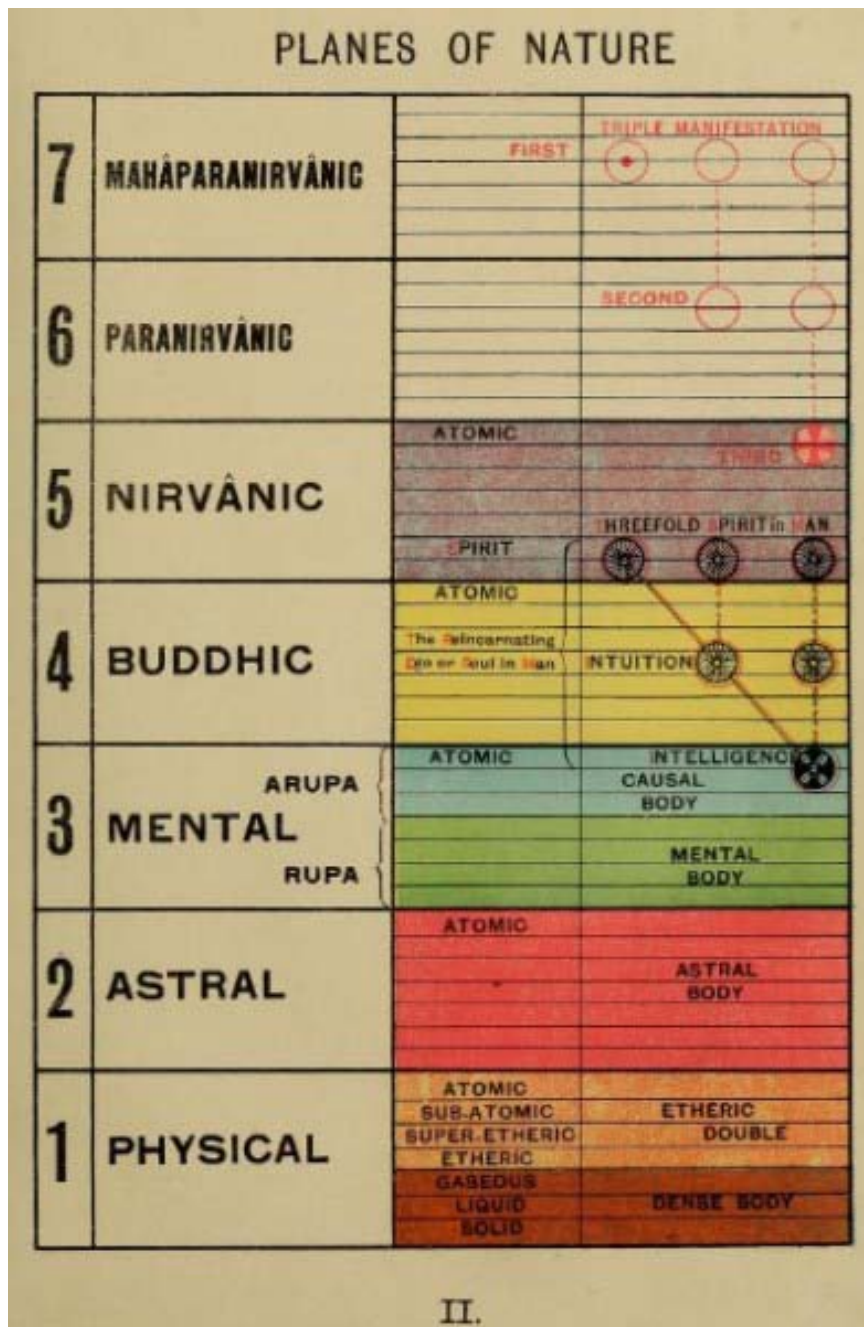 PLANES OF NATURE
7 MAHÂPARANIRVÂNIC
TRIPLE MANIFESTATION
FIRST
6 PARANIRVÂNIC
SECOND
5 NIRVÂNIC
ATOMIC
THIRD
THREEFOLD SPIRIT in MAN
SPIRIT
4 BUDDHIC
ATOMIC
The Reincarnating
Ego or Soul in Man
INTUITION
3 MENTAL
ARUPA
RUPA
ATOMIC
INTELLIGENCE
CAUSAL
BODY
MENTAL
BODY
2 ASTRAL
ATOMIC
ASTRAL
BODY
1 PHYSICAL
ATOMIC
SUB-ATOMIC
SUPER-ETHERIC
ETHERIC
GASEOUS
LIQUID
SOLID
ETHERIC
DOUBLE
DENSE BODY
II.